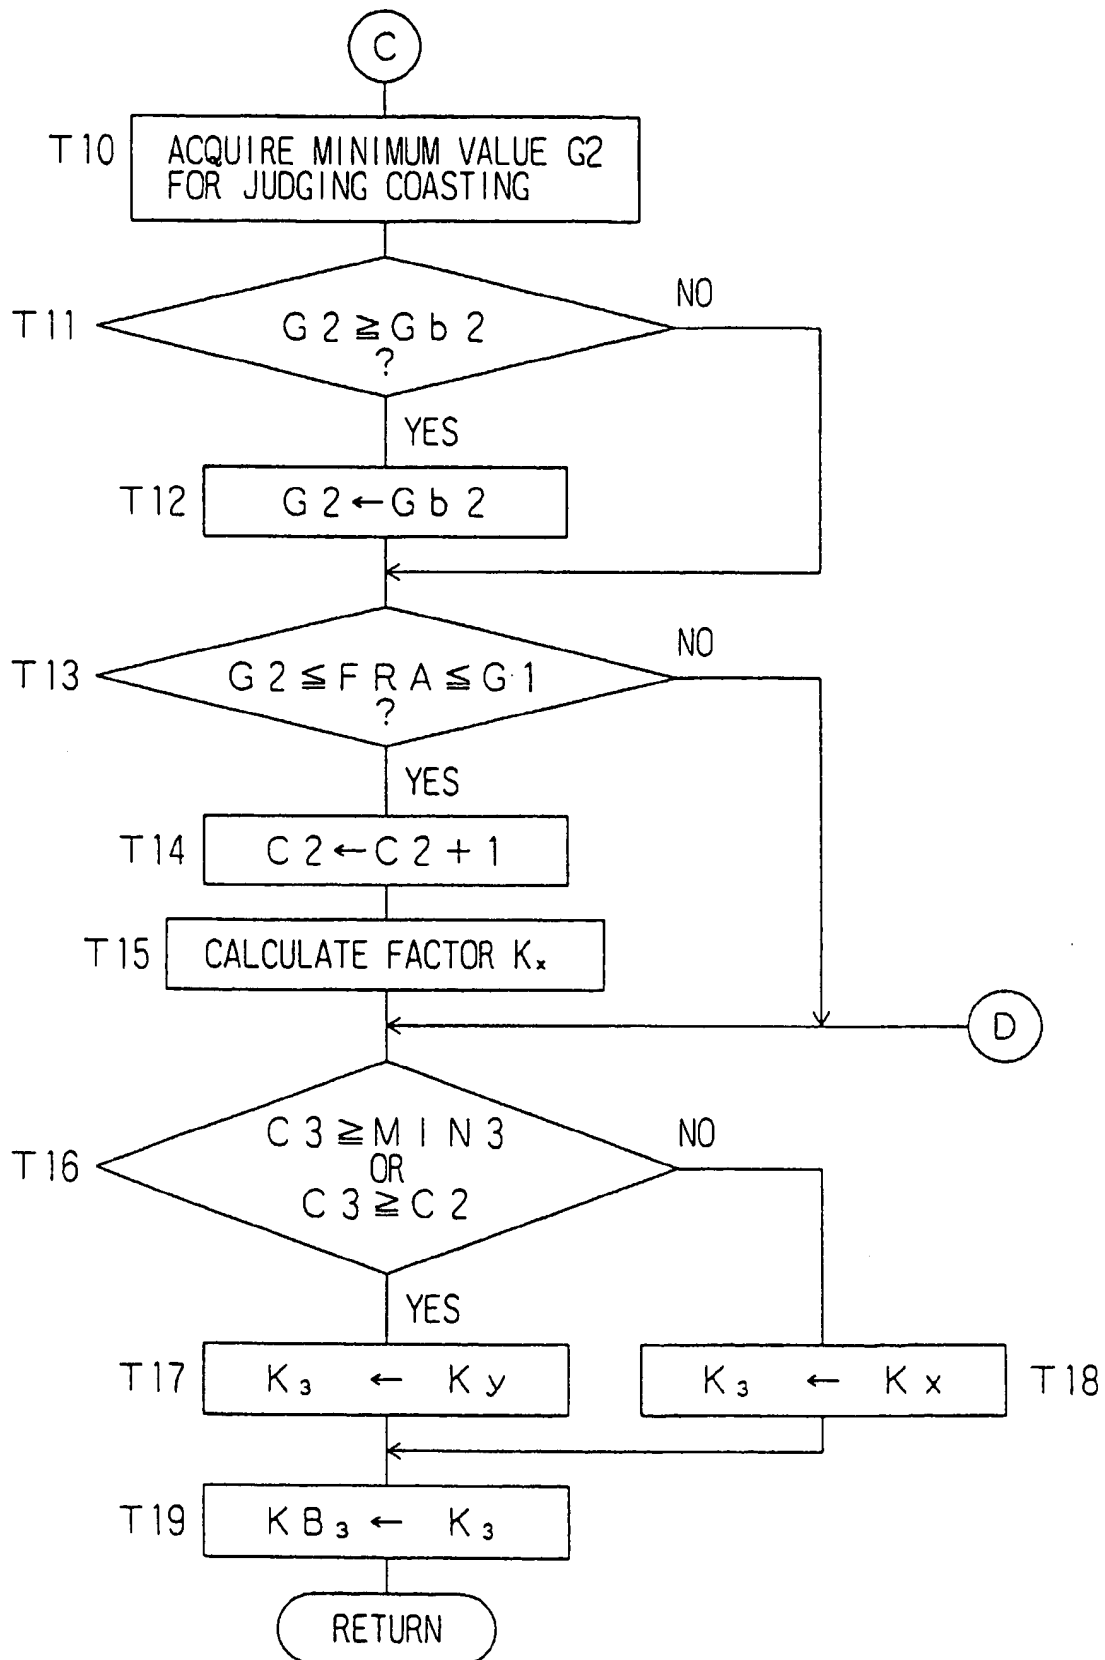 C
T10
ACQUIRE MINIMUM VALUE G2
FOR JUDGING COASTING
T11
G2≧Gb2
?
NO
YES
T12
G2←Gb2
T13
G2≦FRA≦G1
?
NO
YES
T14
C2←C2+1
T15
CALCULATE FACTOR Kx
D
T16
C3≧MIN3
OR
C3≧C2
NO
YES
T17
K3 ← Ky
K3 ← Kx
T18
T19
KB3 ← K3
RETURN